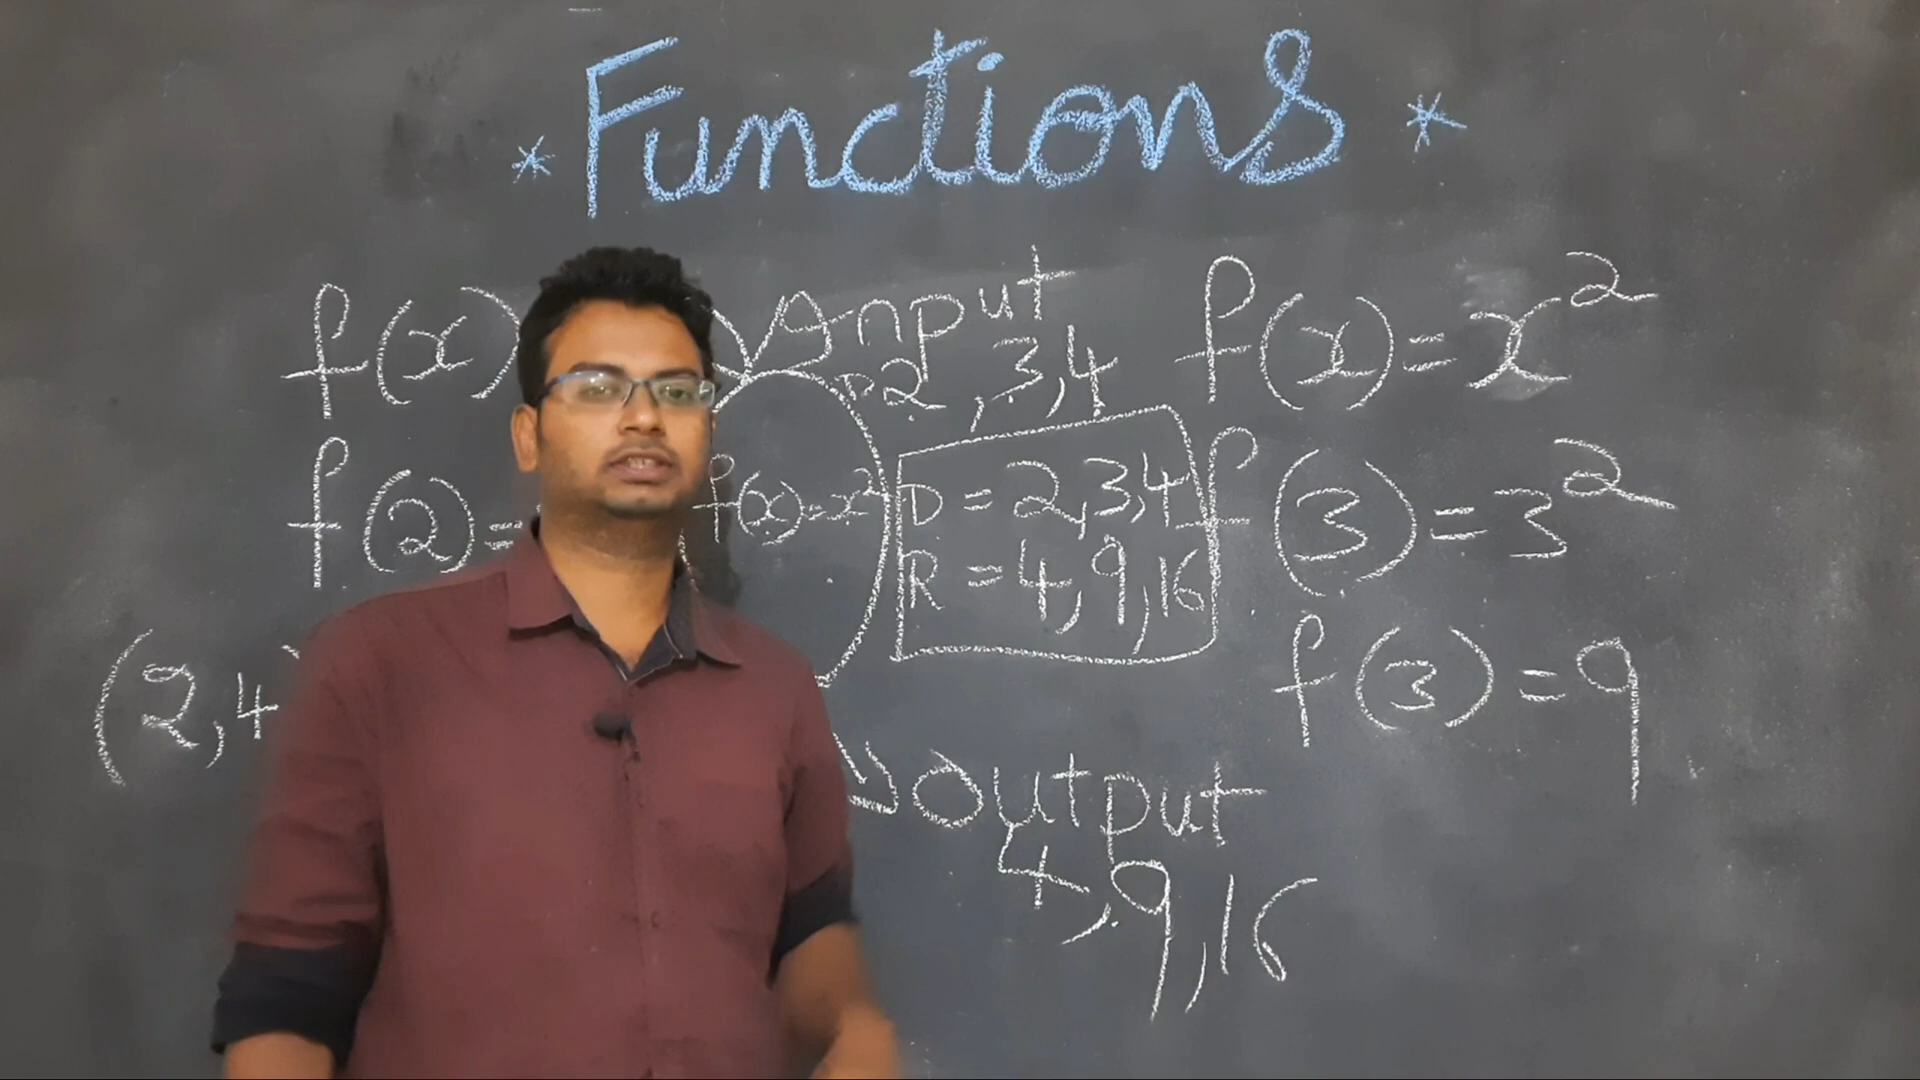 * Functions *
f(x)
Input
2, 3, 4
f(x) = x²
f(2) =
f(x) = x²
D = 2, 3, 4
R = 4, 9, 16
f(3) = 3²
f(3) = 9
(2, 4
output
4, 9, 16